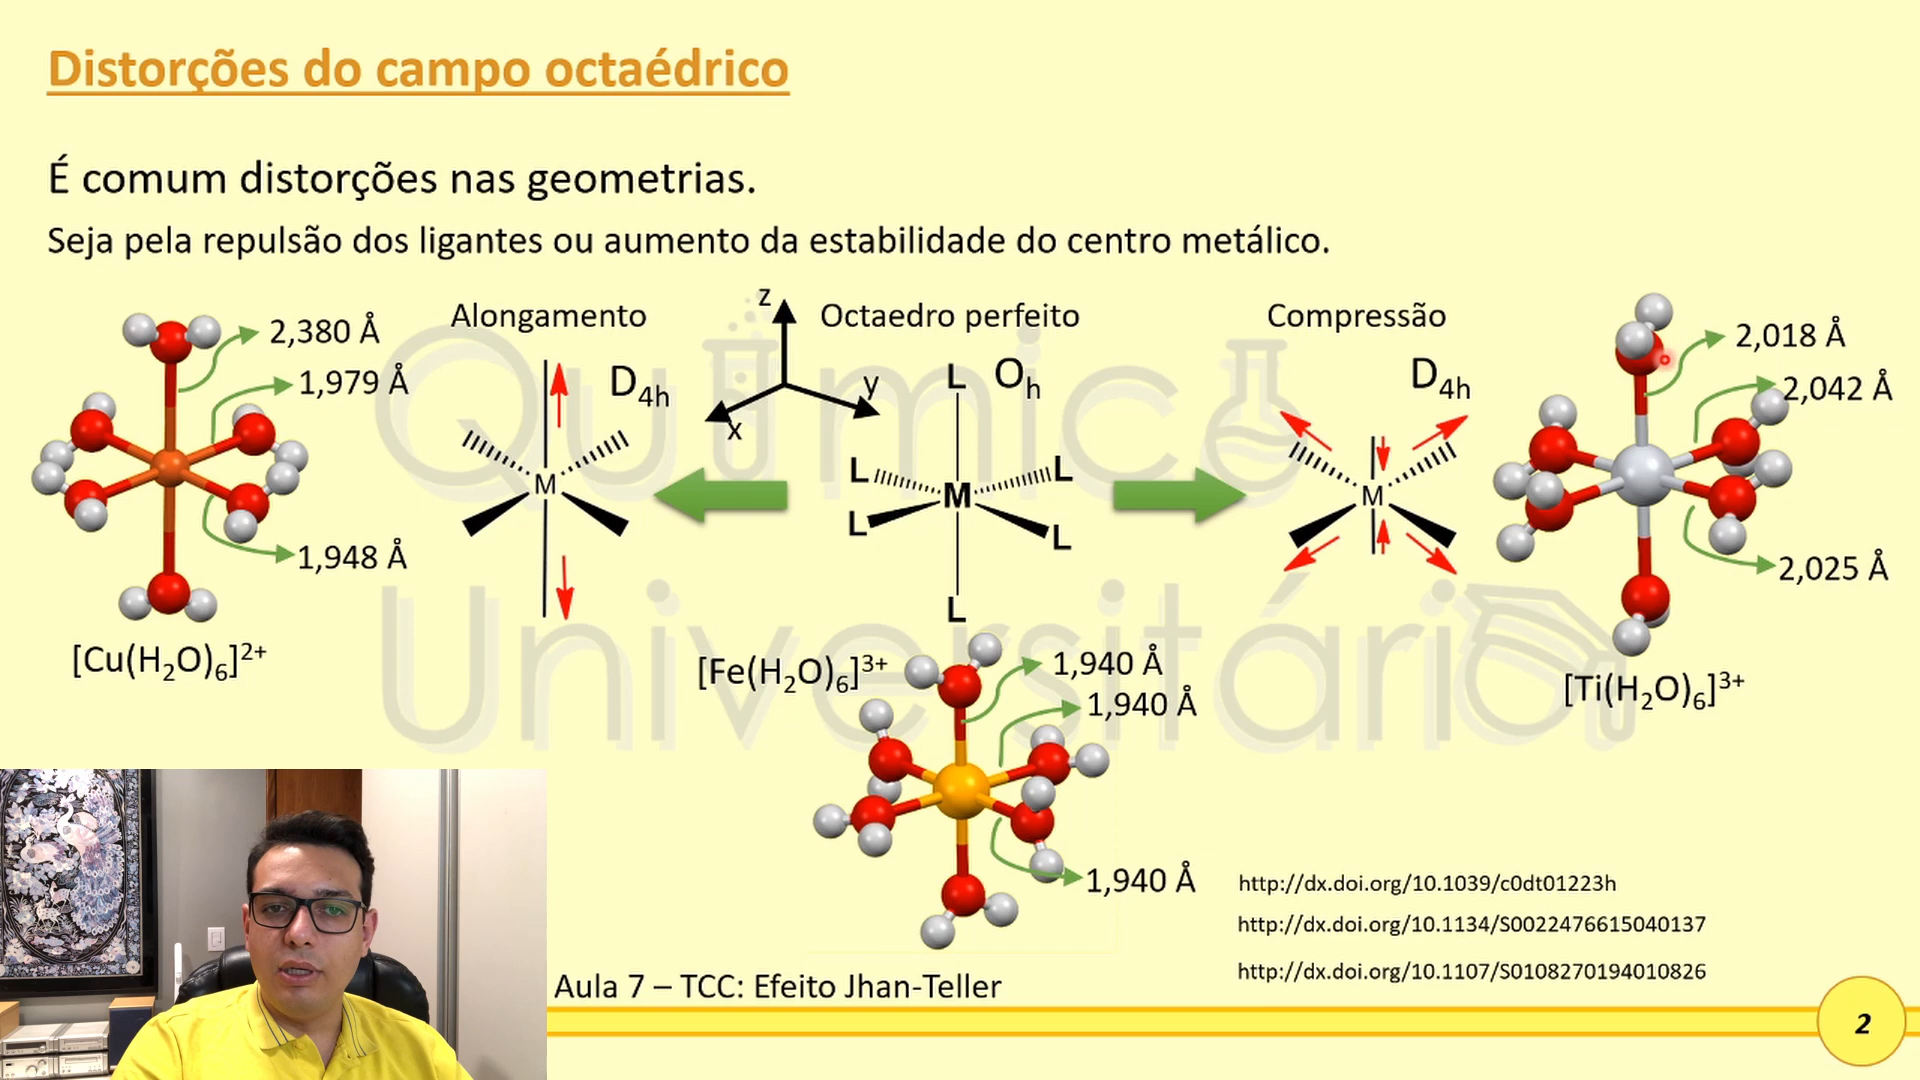 Distorções do campo octaédrico
É comum distorções nas geometrias.
Seja pela repulsão dos ligantes ou aumento da estabilidade do centro metálico.
Alongamento
z
Octaedro perfeito
Compressão
2,380 Å
1,979 Å
D4h
x
y
L
Oh
D4h
2,018 Å
2,042 Å
M
L
L
M
L
L
M
1,948 Å
2,025 Å
L
[Cu(H2O)6]2+
[Fe(H2O)6]3+
1,940 Å
1,940 Å
[Ti(H2O)6]3+
Químico
Universitário
1,940 Å
http://dx.doi.org/10.1039/c0dt01223h
http://dx.doi.org/10.1134/S0022476615040137
http://dx.doi.org/10.1107/S0108270194010826
Aula 7 – TCC: Efeito Jhan-Teller
2